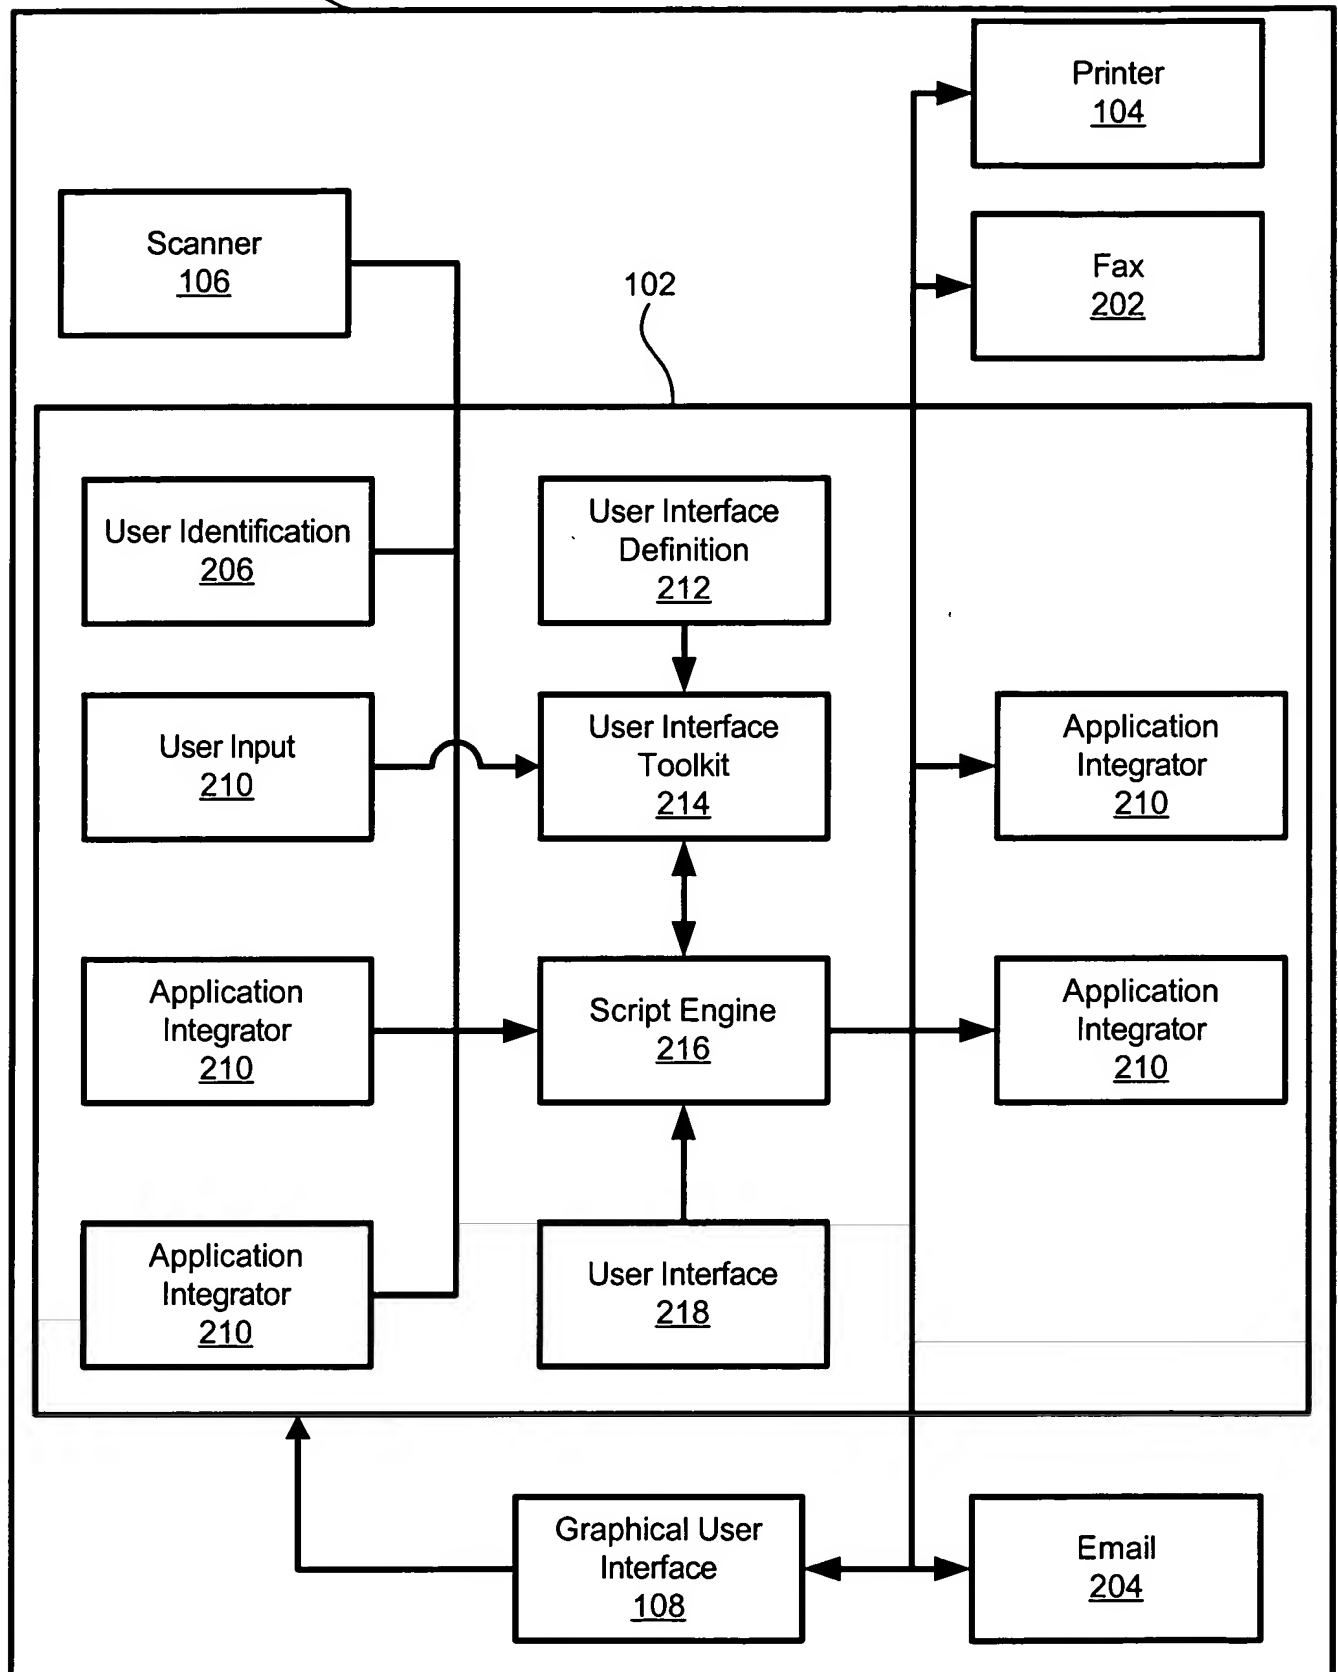 Printer
104
Scanner
106
Fax
202
102
User Identification
206
User Interface
Definition
212
User Input
210
User Interface
Toolkit
214
Application
Integrator
210
Application
Integrator
210
Script Engine
216
Application
Integrator
210
Application
Integrator
210
User Interface
218
Graphical User
Interface
108
Email
204